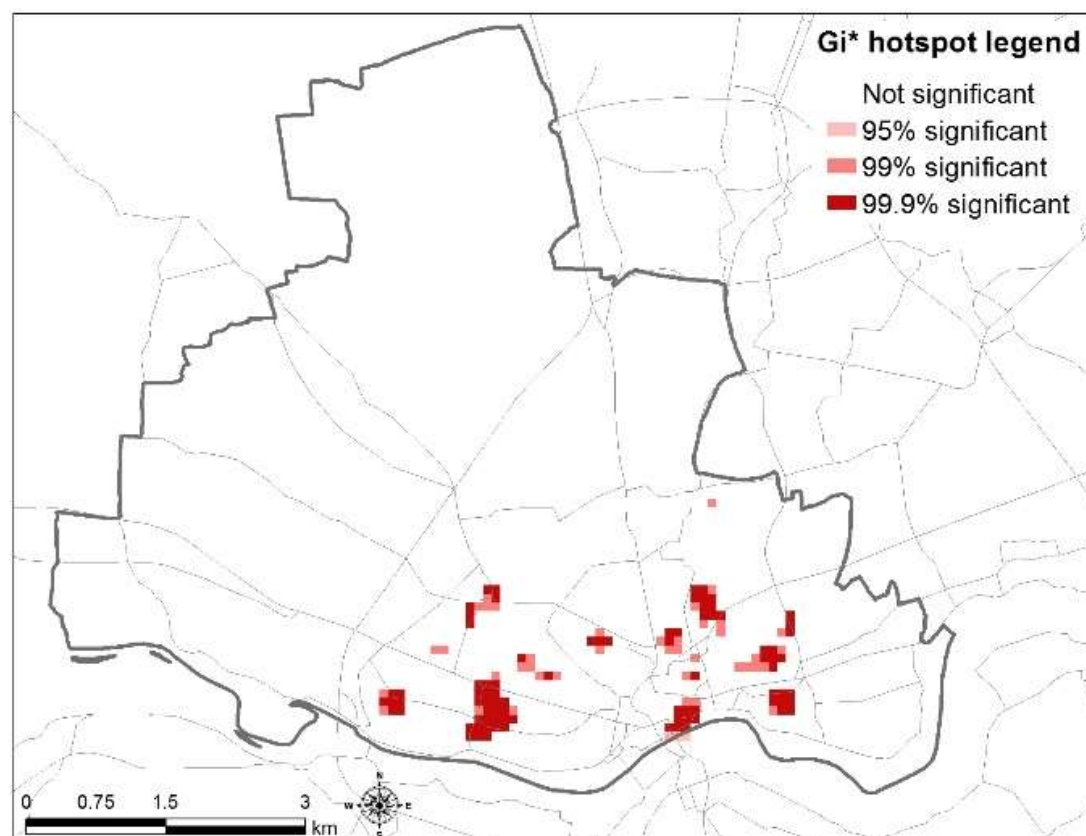 Gi* hotspot legend
Not significant
95% significant
99% significant
99.9% significant
0 0.75 1.5 3
km
N
W E
S